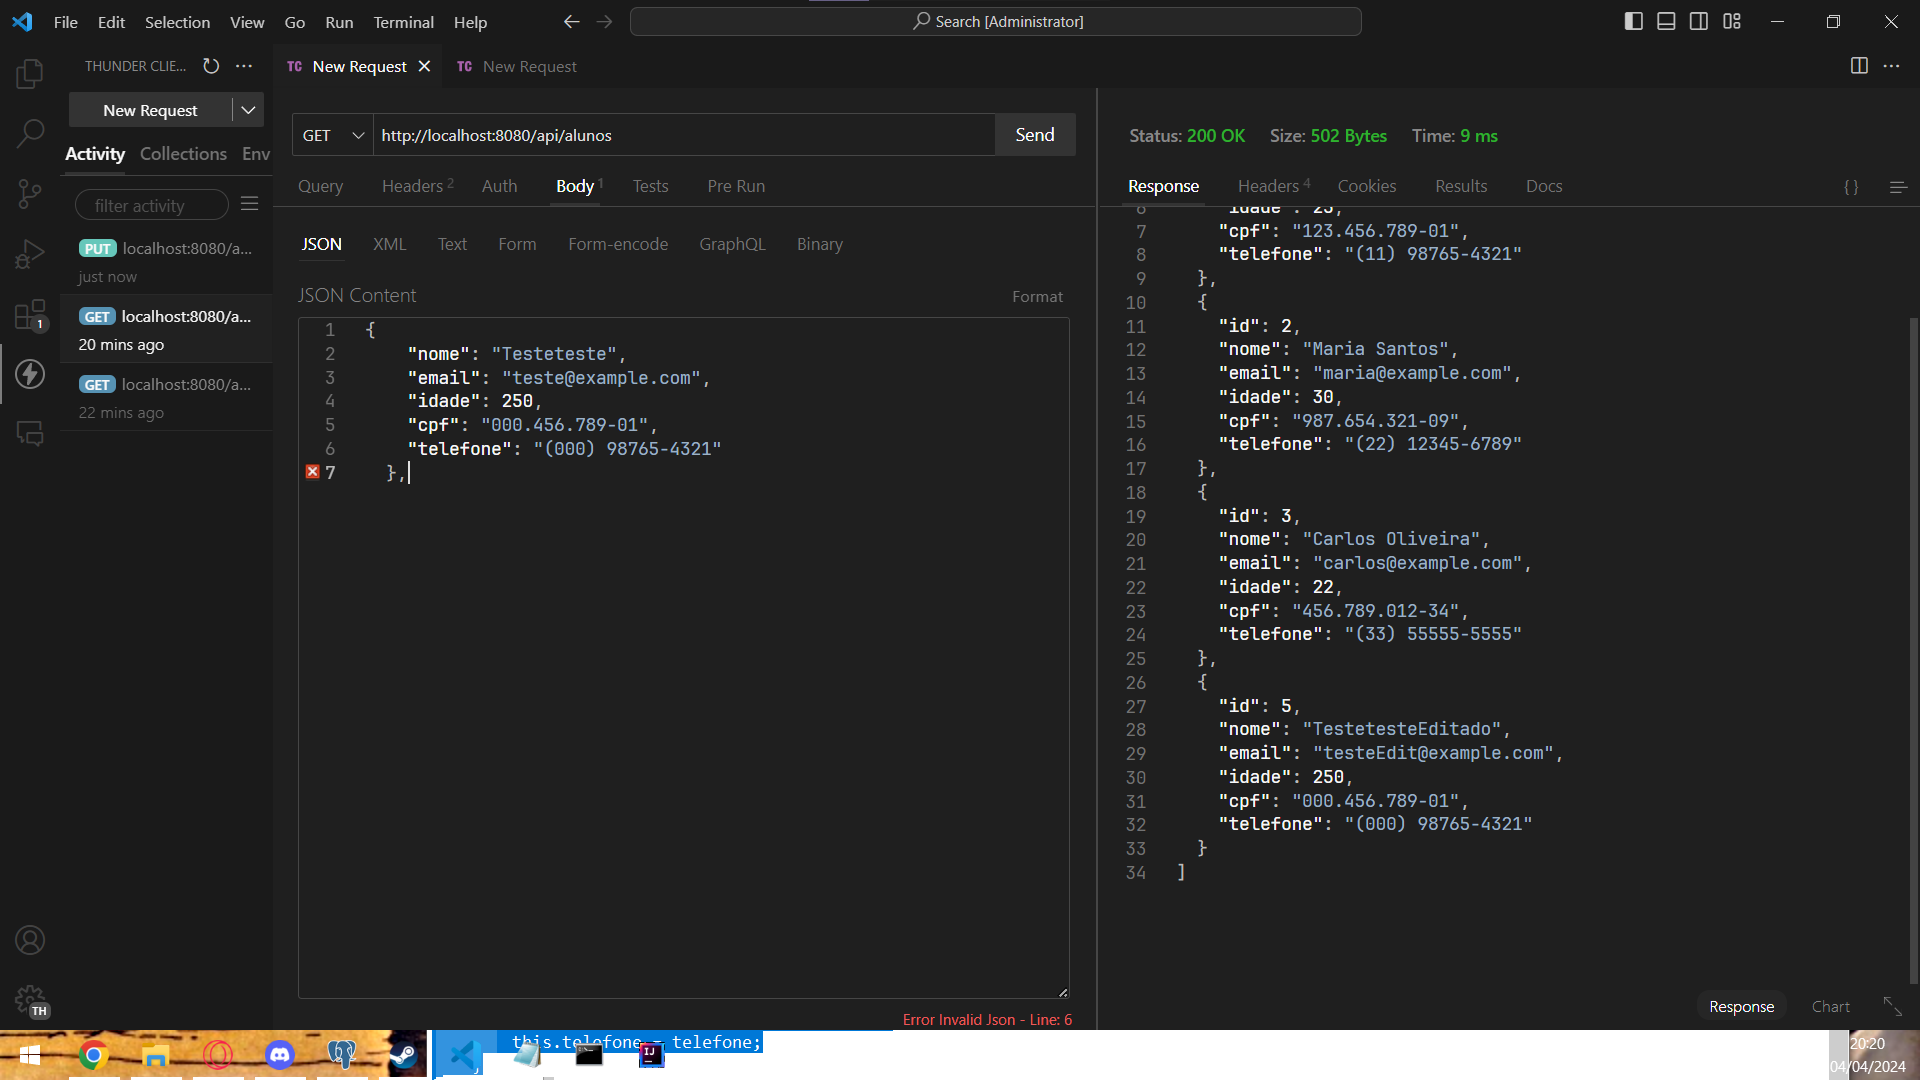 File Edit Selection View Go Run Terminal Help
Search [Administrator]
THUNDER CLIE...
New Request
Activity Collections Env
filter activity
PUT localhost:8080/a...
just now
GET localhost:8080/a...
20 mins ago
GET localhost:8080/a...
22 mins ago
1
TH
TC New Request
TC New Request
GET http://localhost:8080/api/alunos Send
Query Headers 2 Auth Body 1 Tests Pre Run
JSON XML Text Form Form-encode GraphQL Binary
JSON Content Format
1 {
2 "nome": "Testeteste",
3 "email": "teste@example.com",
4 "idade": 250,
5 "cpf": "000.456.789-01",
6 "telefone": "(000) 98765-4321"
7 },
Error Invalid Json - Line: 6
Status: 200 OK Size: 502 Bytes Time: 9 ms
Response Headers 4 Cookies Results Docs { }
6 "idade": 25,
7 "cpf": "123.456.789-01",
8 "telefone": "(11) 98765-4321"
9 },
10 {
11 "id": 2,
12 "nome": "Maria Santos",
13 "email": "maria@example.com",
14 "idade": 30,
15 "cpf": "987.654.321-09",
16 "telefone": "(22) 12345-6789"
17 },
18 {
19 "id": 3,
20 "nome": "Carlos Oliveira",
21 "email": "carlos@example.com",
22 "idade": 22,
23 "cpf": "456.789.012-34",
24 "telefone": "(33) 55555-5555"
25 },
26 {
27 "id": 5,
28 "nome": "TestetesteEditado",
29 "email": "testeEdit@example.com",
30 "idade": 250,
31 "cpf": "000.456.789-01",
32 "telefone": "(000) 98765-4321"
33 }
34 ]
Response Chart
this.telefone = telefone;
IJ
20:20
04/04/2024